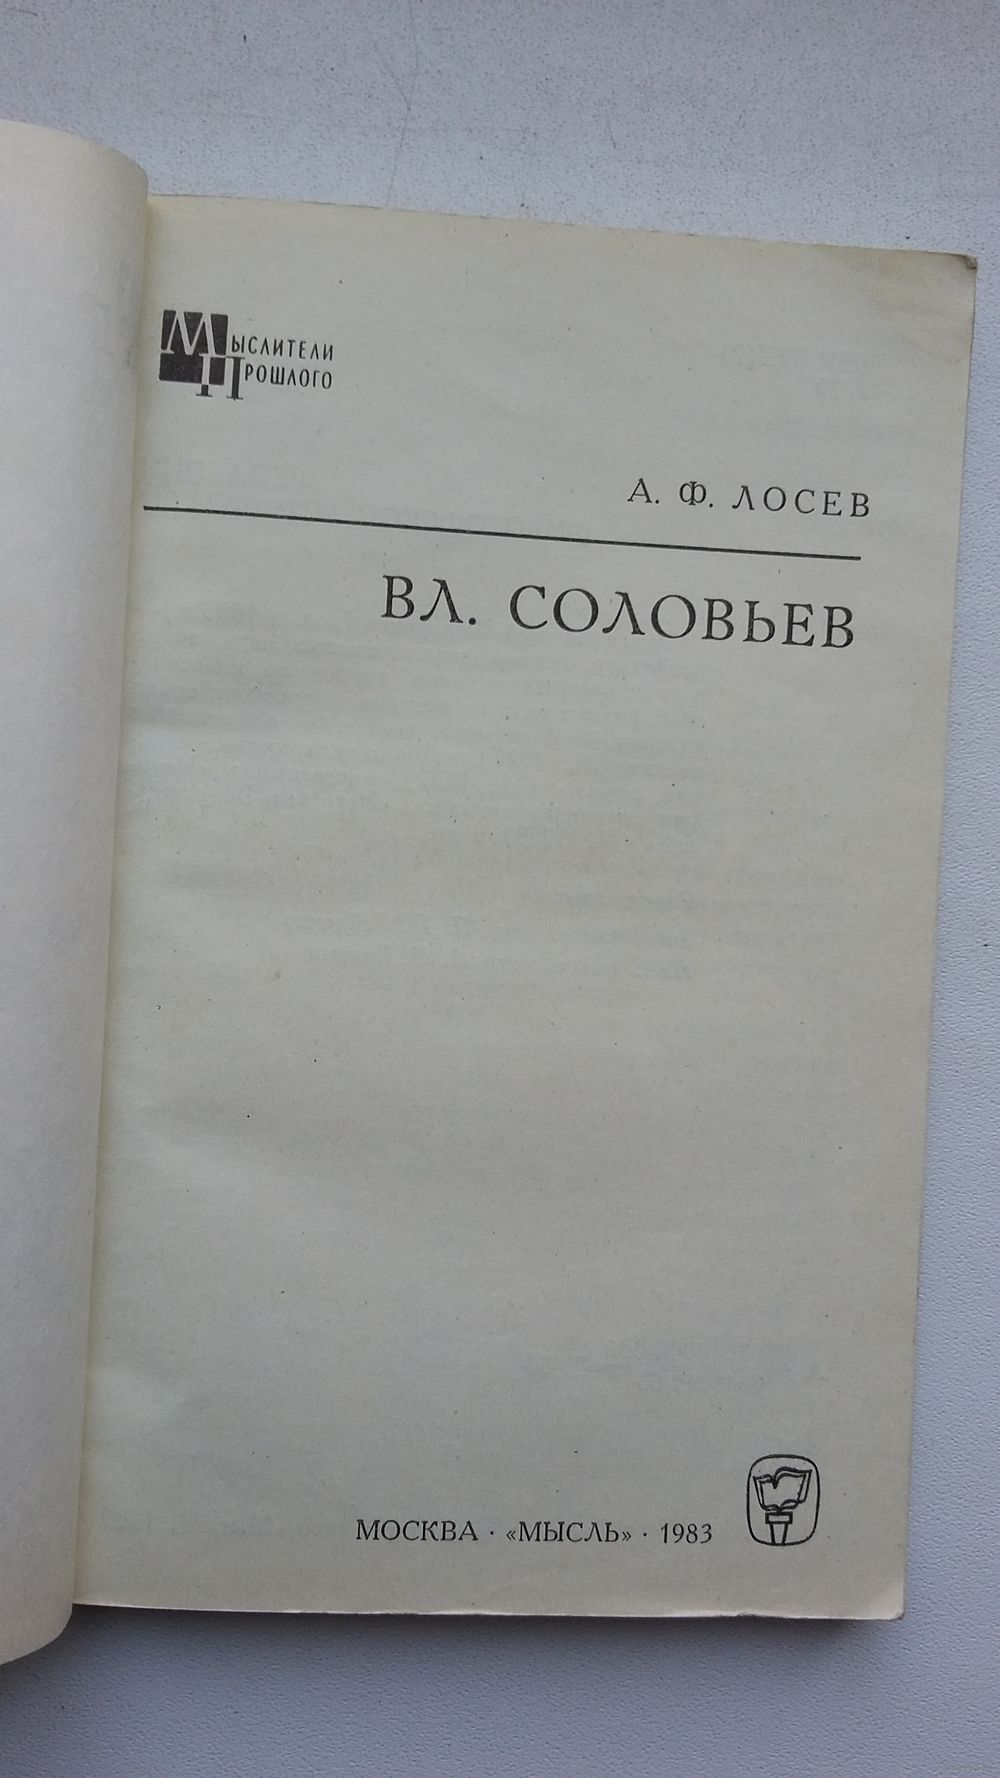 МЫСЛИТЕЛИ
ПРОШЛОГО
А. Ф. ЛОСЕВ
ВЛ. СОЛОВЬЕВ
МОСКВА · «МЫСЛЬ» · 1983